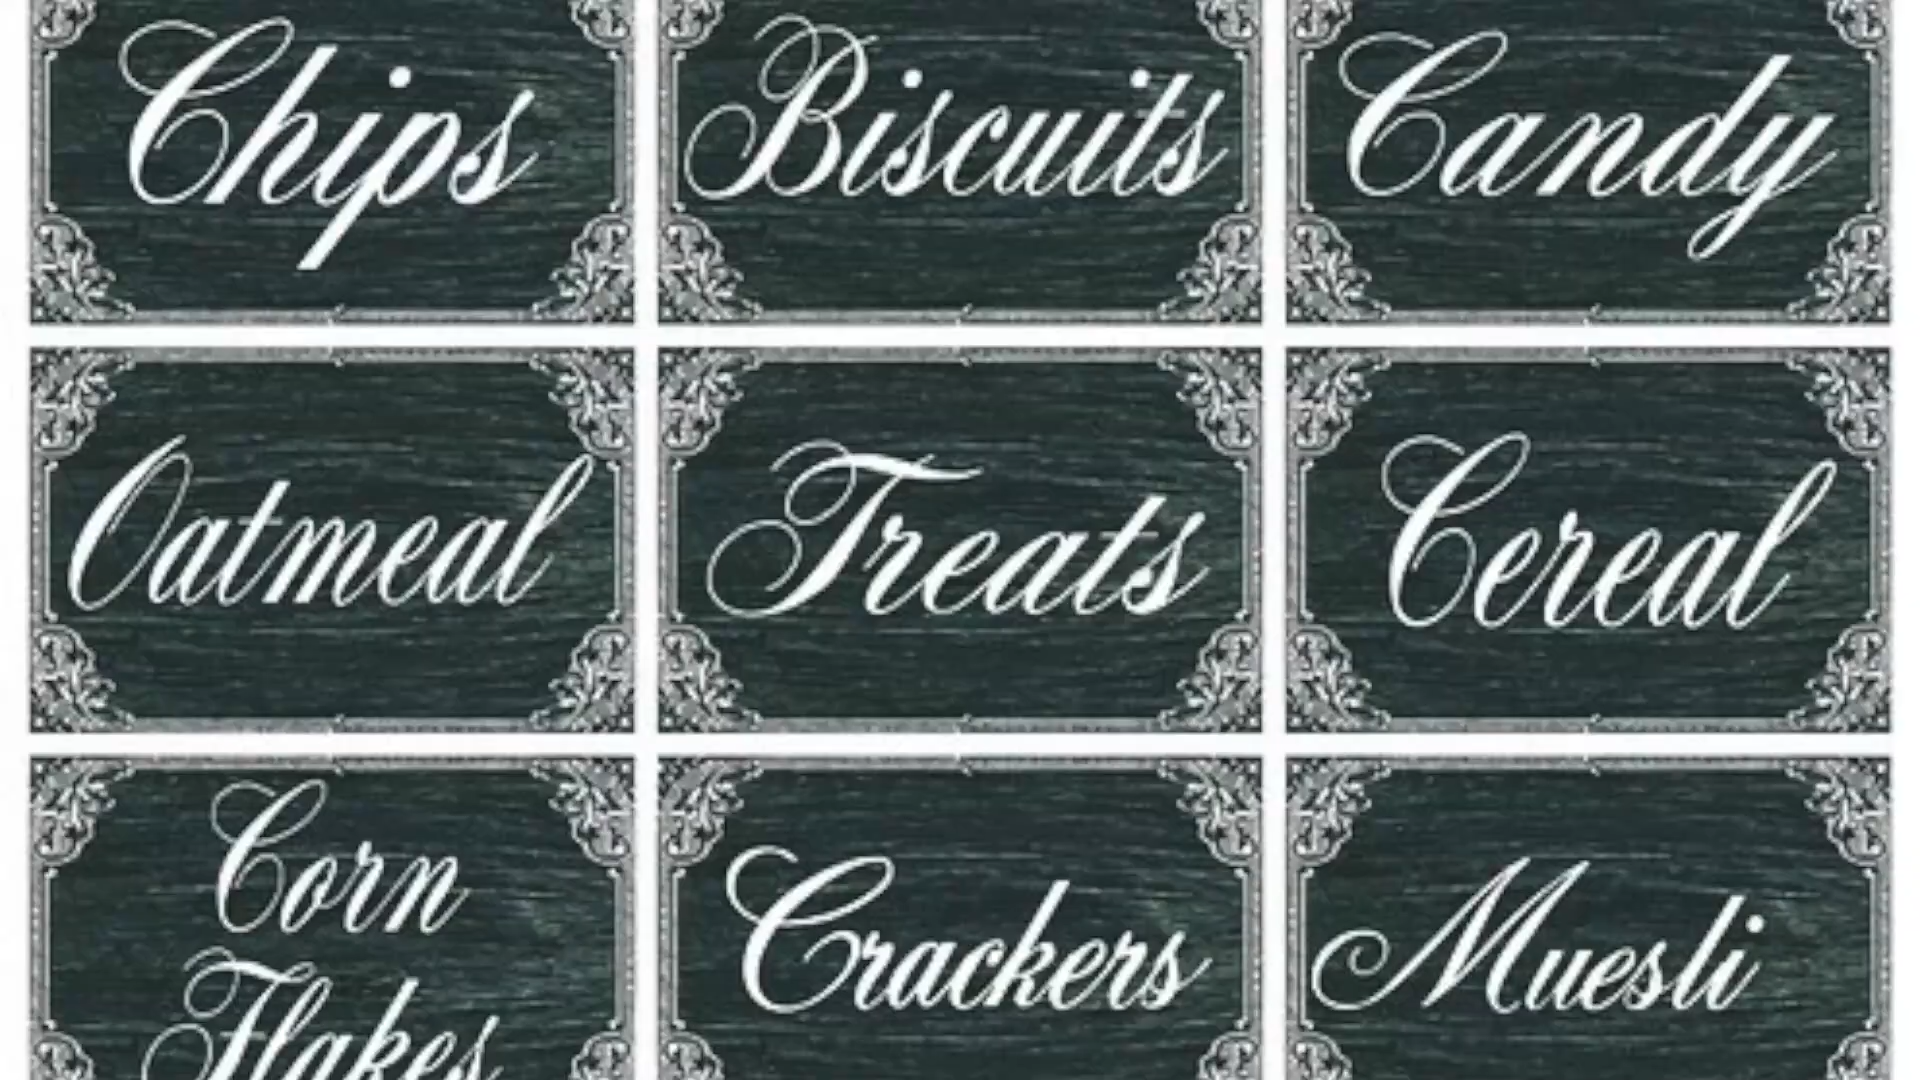 Chips
Biscuits
Candy
Oatmeal
Treats
Cereal
Corn
Flakes
Crackers
Muesli